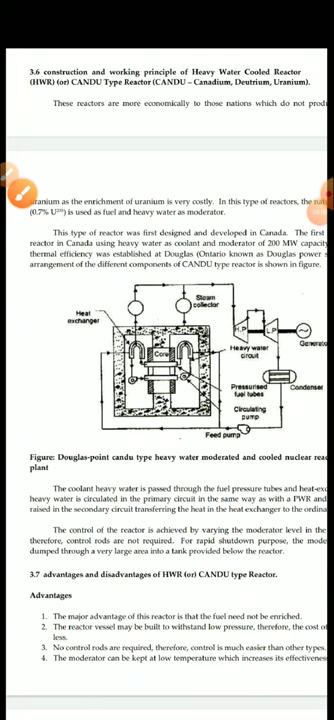 3.6 construction and working principle of Heavy Water Cooled Reactor
(HWR) (or) CANDU Type Reactor (CANDU – Canadium, Deutrium, Uranium).
These reactors are more economically to those nations which do not prod
uranium as the enrichment of uranium is very costly. In this type of reactors, the
(0.7% U²³⁵) is used as fuel and heavy water as moderator.
This type of reactor was first designed and developed in Canada. The first
reactor in Canada using heavy water as coolant and moderator of 200 MW capacity
thermal efficiency was established at Douglas (Ontario known as Douglas power s
arrangement of the different components of CANDU type reactor is shown in figure.
Steam
collector
Heat
exchanger
H.P
L.P
Generato
Core
Heavy water
circuit
Pressurised
fuel tubes
Condenser
Circulating
pump
Feed pump
Figure: Douglas-point candu type heavy water moderated and cooled nuclear reac
plant
The coolant heavy water is passed through the fuel pressure tubes and heat-exc
heavy water is circulated in the primary circuit in the same way as with a PWR and
raised in the secondary circuit transferring the heat in the heat exchanger to the ordina
The control of the reactor is achieved by varying the moderator level in the
therefore, control rods are not required. For rapid shutdown purpose, the mode
dumped through a very large area into a tank provided below the reactor.
3.7 advantages and disadvantages of HWR (or) CANDU type Reactor.
Advantages
1. The major advantage of this reactor is that the fuel need not be enriched.
2. The reactor vessel may be built to withstand low pressure, therefore, the cost of
less.
3. No control rods are required, therefore, control is much easier than other types.
4. The moderator can be kept at low temperature which increases its effectivenes